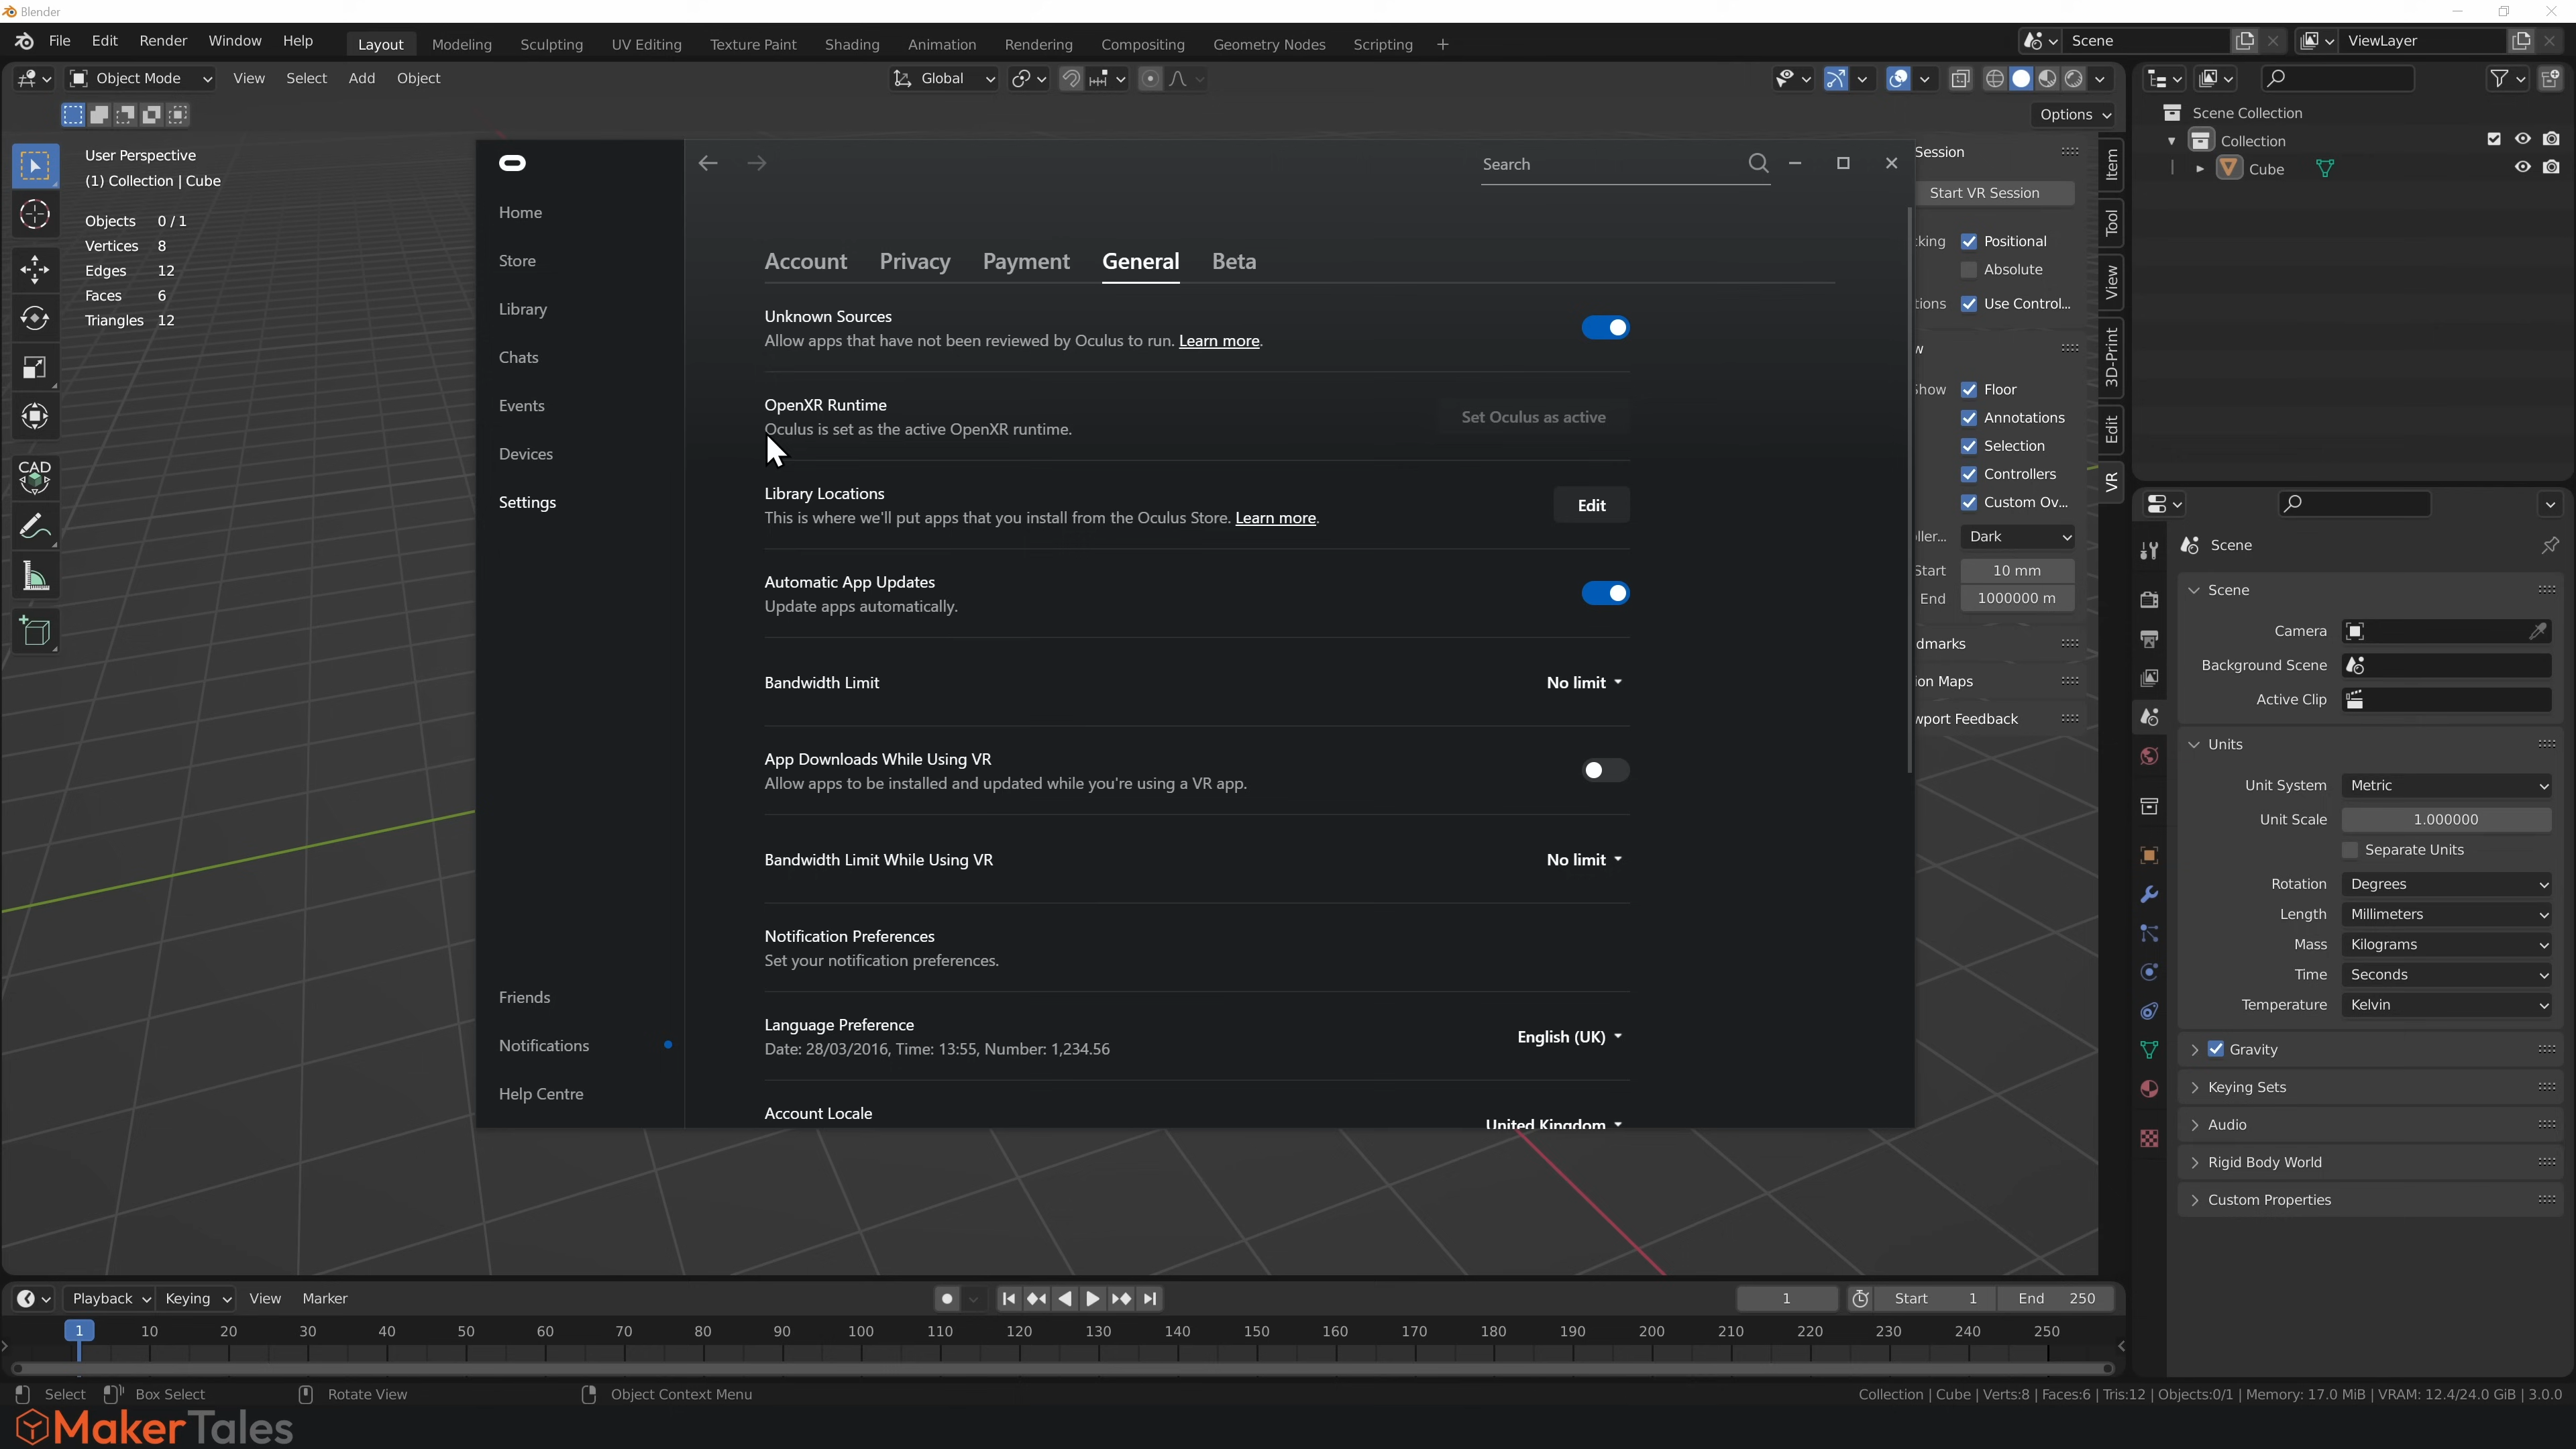 Blender
File Edit Render Window Help Layout Modeling Sculpting UV Editing Texture Paint Shading Animation Rendering Compositing Geometry Nodes Scripting + Scene ViewLayer
Object Mode View Select Add Object Global
Options
User Perspective
(1) Collection | Cube
Objects 0 / 1
Vertices 8
Edges 12
Faces 6
Triangles 12
CAD
Search
Home
Store
Library
Chats
Events
Devices
Settings
Friends
Notifications
Help Centre
Account Privacy Payment General Beta
Unknown Sources
Allow apps that have not been reviewed by Oculus to run. Learn more.
OpenXR Runtime
Oculus is set as the active OpenXR runtime.
Set Oculus as active
Library Locations
This is where we'll put apps that you install from the Oculus Store. Learn more.
Edit
Automatic App Updates
Update apps automatically.
Bandwidth Limit
No limit
App Downloads While Using VR
Allow apps to be installed and updated while you're using a VR app.
Bandwidth Limit While Using VR
No limit
Notification Preferences
Set your notification preferences.
Language Preference
Date: 28/03/2016, Time: 13:55, Number: 1,234.56
English (UK)
Account Locale
United Kingdom
Session
Start VR Session
king Positional
Absolute
tions Use Control...
w
how Floor
Annotations
Selection
Controllers
Custom Ov...
ller... Dark
Start 10 mm
End 1000000 m
dmarks
ion Maps
wport Feedback
Item
Tool
View
3D-Print
Edit
VR
Scene Collection
Collection
Cube
Scene
Scene
Camera
Background Scene
Active Clip
Units
Unit System Metric
Unit Scale 1.000000
Separate Units
Rotation Degrees
Length Millimeters
Mass Kilograms
Time Seconds
Temperature Kelvin
Gravity
Keying Sets
Audio
Rigid Body World
Custom Properties
Playback Keying View Marker 1 Start 1 End 250
1 10 20 30 40 50 60 70 80 90 100 110 120 130 140 150 160 170 180 190 200 210 220 230 240 250
Select Box Select Rotate View Object Context Menu Collection | Cube | Verts:8 | Faces:6 | Tris:12 | Objects:0/1 | Memory: 17.0 MiB | VRAM: 12.4/24.0 GiB | 3.0.0
MakerTales